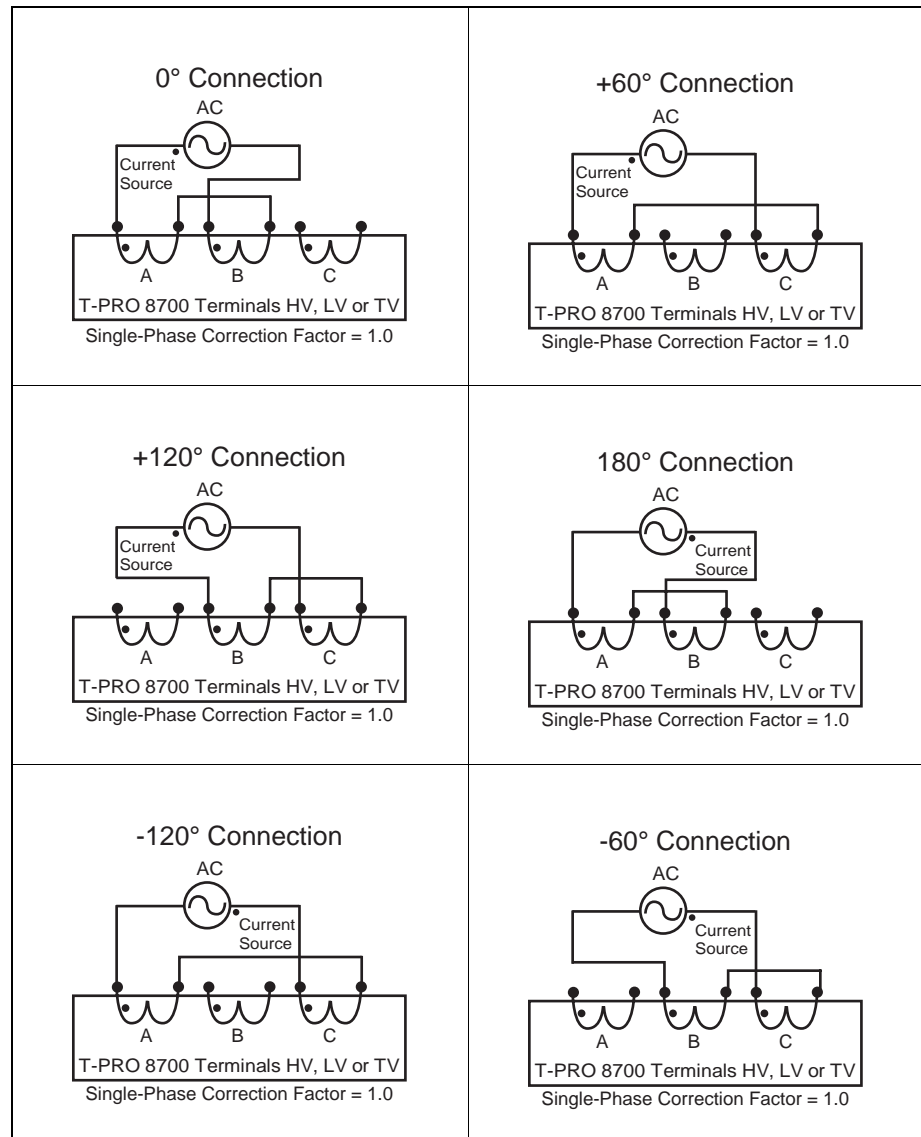 0° Connection
AC
Current
Source
A B C
T-PRO 8700 Terminals HV, LV or TV
Single-Phase Correction Factor = 1.0
+60° Connection
AC
Current
Source
A B C
T-PRO 8700 Terminals HV, LV or TV
Single-Phase Correction Factor = 1.0
+120° Connection
AC
Current
Source
A B C
T-PRO 8700 Terminals HV, LV or TV
Single-Phase Correction Factor = 1.0
180° Connection
AC
Current
Source
A B C
T-PRO 8700 Terminals HV, LV or TV
Single-Phase Correction Factor = 1.0
-120° Connection
AC
Current
Source
A B C
T-PRO 8700 Terminals HV, LV or TV
Single-Phase Correction Factor = 1.0
-60° Connection
AC
Current
Source
A B C
T-PRO 8700 Terminals HV, LV or TV
Single-Phase Correction Factor = 1.0